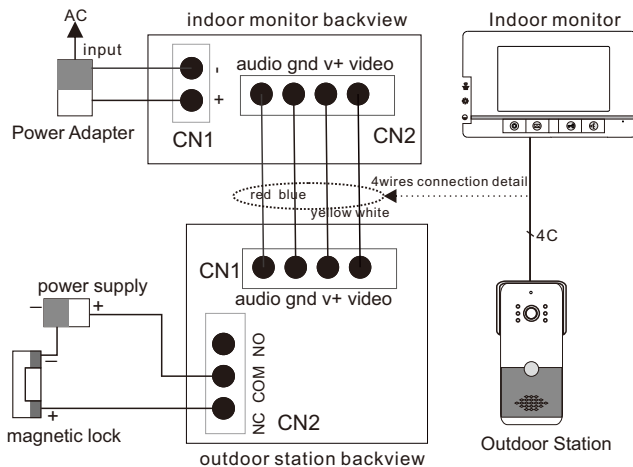 AC
indoor monitor backview
Indoor monitor
input
audio gnd v+ video
-
+
Power Adapter
CN1
CN2
4wires connection detail
red blue
yellow white
4C
CN1
audio gnd v+ video
power supply
− +
NO
COM
NC
CN2
−
+
magnetic lock
outdoor station backview
Outdoor Station